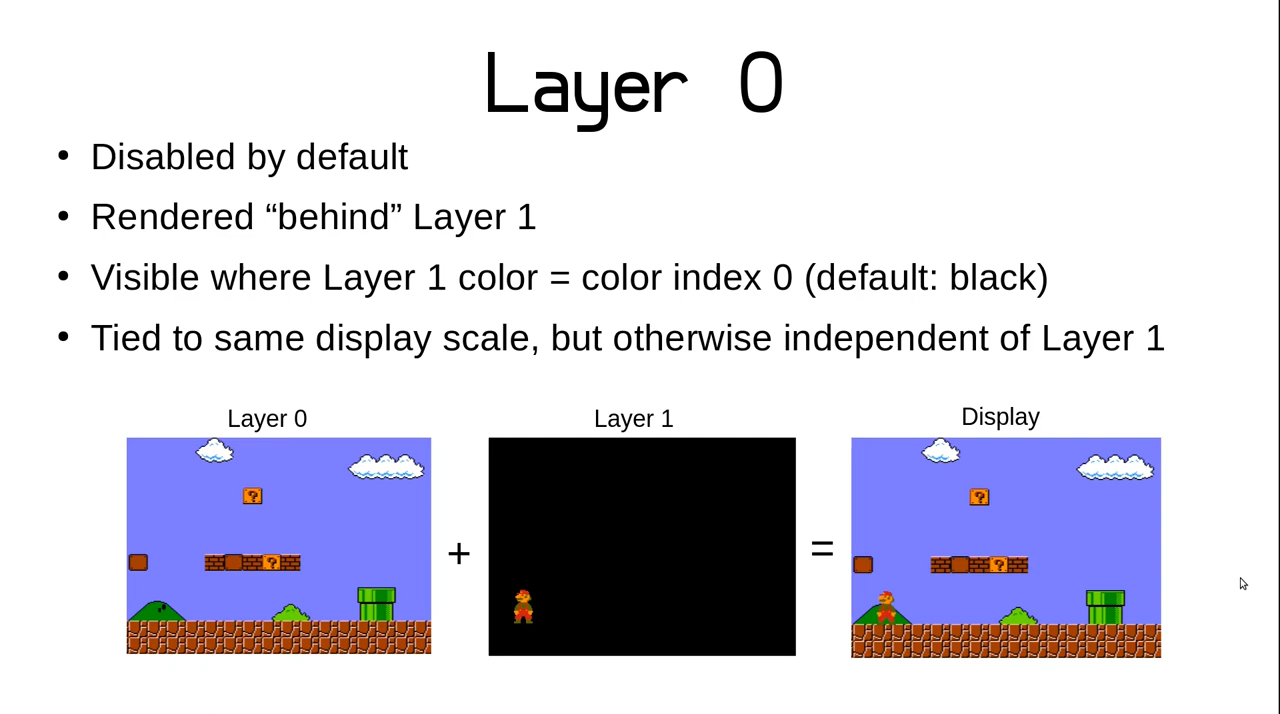 Layer 0
• Disabled by default
• Rendered “behind” Layer 1
• Visible where Layer 1 color = color index 0 (default: black)
• Tied to same display scale, but otherwise independent of Layer 1
Layer 0 Layer 1 Display
? ?
? ?
+ =